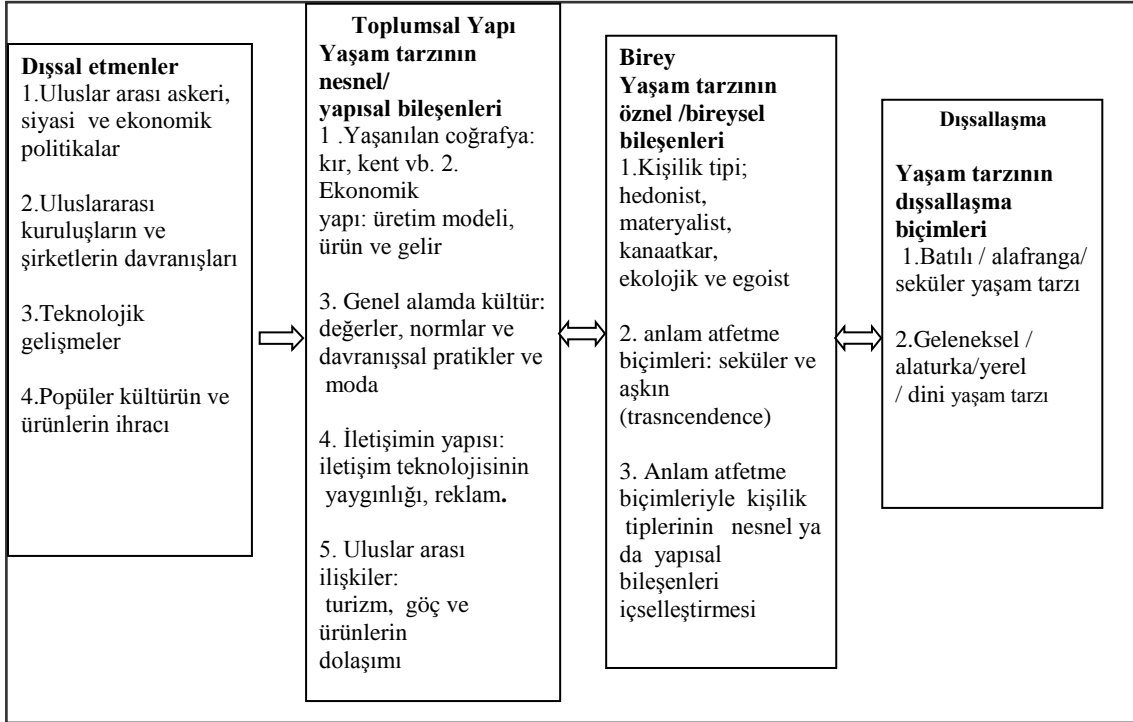 Dışsal etmenler
1.Uluslar arası askeri,
siyasi ve ekonomik
politikalar
2.Uluslararası
kuruluşların ve
şirketlerin davranışları
3.Teknolojik
gelişmeler
4.Popüler kültürün ve
ürünlerin ihracı
Toplumsal Yapı
Yaşam tarzının
nesnel/
yapısal bileşenleri
1 .Yaşanılan coğrafya:
kır, kent vb. 2.
Ekonomik
yapı: üretim modeli,
ürün ve gelir
3. Genel alamda kültür:
değerler, normlar ve
davranışsal pratikler ve
moda
4. İletişimin yapısı:
iletişim teknolojisinin
yaygınlığı, reklam.
5. Uluslar arası
ilişkiler:
turizm, göç ve
ürünlerin
dolaşımı
Birey
Yaşam tarzının
öznel /bireysel
bileşenleri
1.Kişilik tipi;
hedonist,
materyalist,
kanaatkar,
ekolojik ve egoist
2. anlam atfetme
biçimleri: seküler ve
aşkın
(trasncendence)
3. Anlam atfetme
biçimleriyle kişilik
tiplerinin nesnel ya
da yapısal
bileşenleri
içselleştirmesi
Dışsallaşma
Yaşam tarzının
dışsallaşma
biçimleri
1.Batılı / alafranga/
seküler yaşam tarzı
2.Geleneksel /
alaturka/yerel
/ dini yaşam tarzı